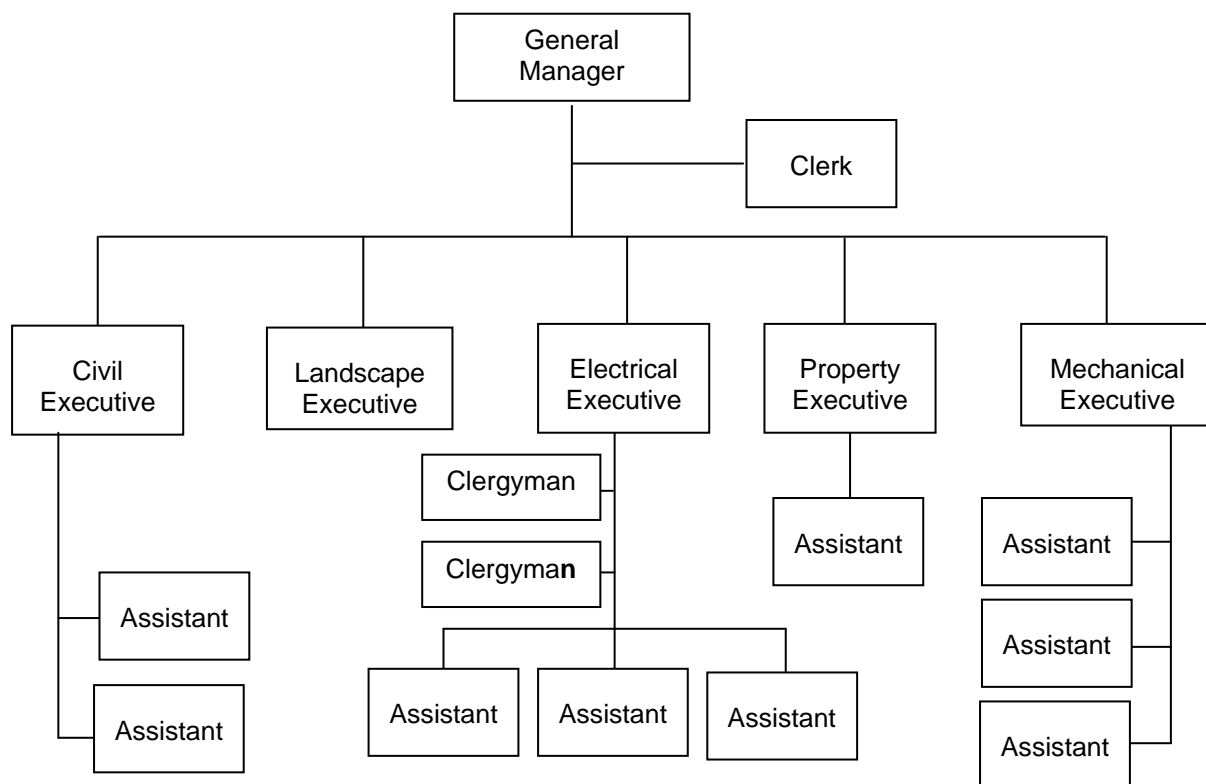 General
Manager
Clerk
Civil
Executive
Landscape
Executive
Electrical
Executive
Property
Executive
Mechanical
Executive
Clergyman
Clergyman
Assistant
Assistant
Assistant
Assistant
Assistant
Assistant
Assistant
Assistant
Assistant